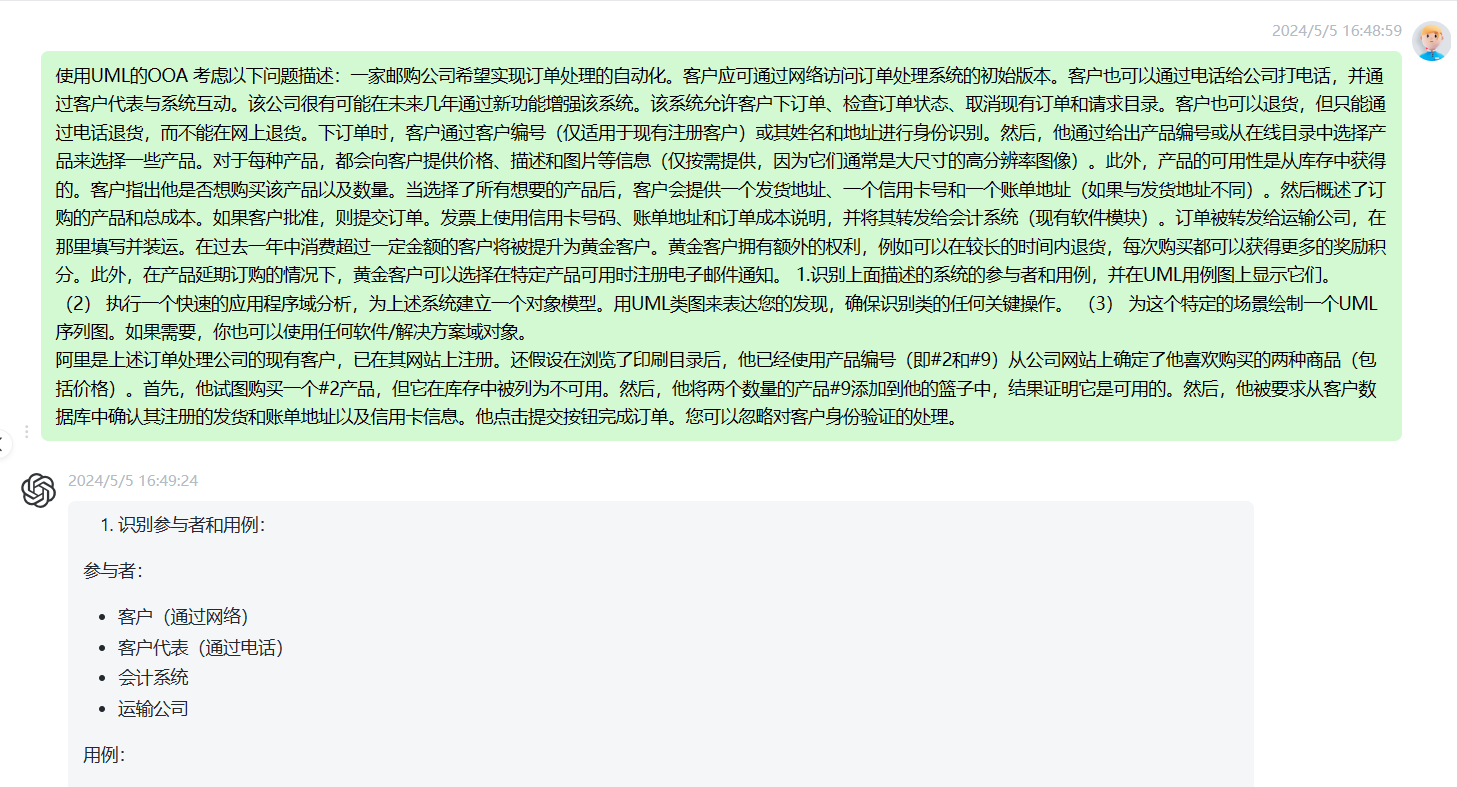 2024/5/5 16:48:59
使用UML的OOA 考虑以下问题描述：一家邮购公司希望实现订单处理的自动化。客户应可通过网络访问订单处理系统的初始版本。客户也可以通过电话给公司打电话，并通
过客户代表与系统互动。该公司很有可能在未来几年通过新功能增强该系统。该系统允许客户下订单、检查订单状态、取消现有订单和请求目录。客户也可以退货，但只能通
过电话退货，而不能在网上退货。下订单时，客户通过客户编号（仅适用于现有注册客户）或其姓名和地址进行身份识别。然后，他通过给出产品编号或从在线目录中选择产
品来选择一些产品。对于每种产品，都会向客户提供价格、描述和图片等信息（仅按需提供，因为它们通常是大尺寸的高分辨率图像）。此外，产品的可用性是从库存中获得
的。客户指出他是否想购买该产品以及数量。当选择了所有想要的产品后，客户会提供一个发货地址、一个信用卡号和一个账单地址（如果与发货地址不同）。然后概述了订
购的产品和总成本。如果客户批准，则提交订单。发票上使用信用卡号码、账单地址和订单成本说明，并将其转发给会计系统（现有软件模块）。订单被转发给运输公司，在
那里填写并装运。在过去一年中消费超过一定金额的客户将被提升为黄金客户。黄金客户拥有额外的权利，例如可以在较长的时间内退货，每次购买都可以获得更多的奖励积
分。此外，在产品延期订购的情况下，黄金客户可以选择在特定产品可用时注册电子邮件通知。 1.识别上面描述的系统的参与者和用例，并在UML用例图上显示它们。
（2） 执行一个快速的应用程序域分析，为上述系统建立一个对象模型。用UML类图来表达您的发现，确保识别类的任何关键操作。 （3） 为这个特定的场景绘制一个UML
序列图。如果需要，你也可以使用任何软件/解决方案域对象。
阿里是上述订单处理公司的现有客户，已在其网站上注册。还假设在浏览了印刷目录后，他已经使用产品编号（即#2和#9）从公司网站上确定了他喜欢购买的两种商品（包
括价格）。首先，他试图购买一个#2产品，但它在库存中被列为不可用。然后，他将两个数量的产品#9添加到他的篮子中，结果证明它是可用的。然后，他被要求从客户数
据库中确认其注册的发货和账单地址以及信用卡信息。他点击提交按钮完成订单。您可以忽略对客户身份验证的处理。
2024/5/5 16:49:24
1. 识别参与者和用例：
参与者：
• 客户（通过网络）
• 客户代表（通过电话）
• 会计系统
• 运输公司
用例：